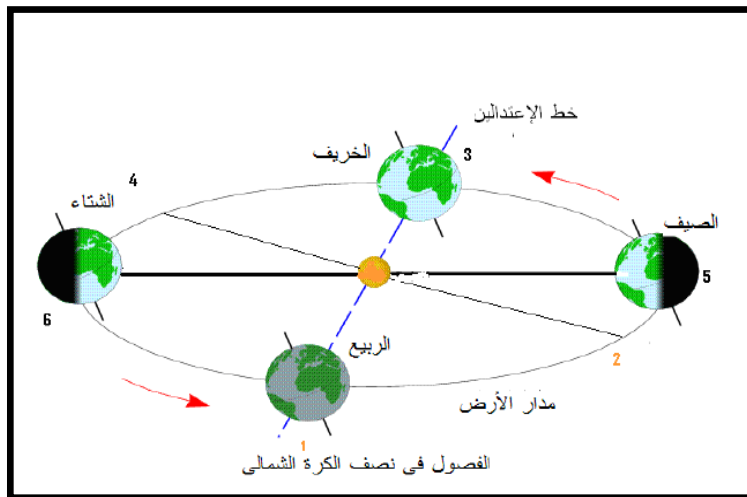 خط الإعتدالين
3
الخريف
4
الشتاء
الصيف
5
6
الربيع
2
مدار الأرض
1
الفصول فى نصف الكرة الشمالى